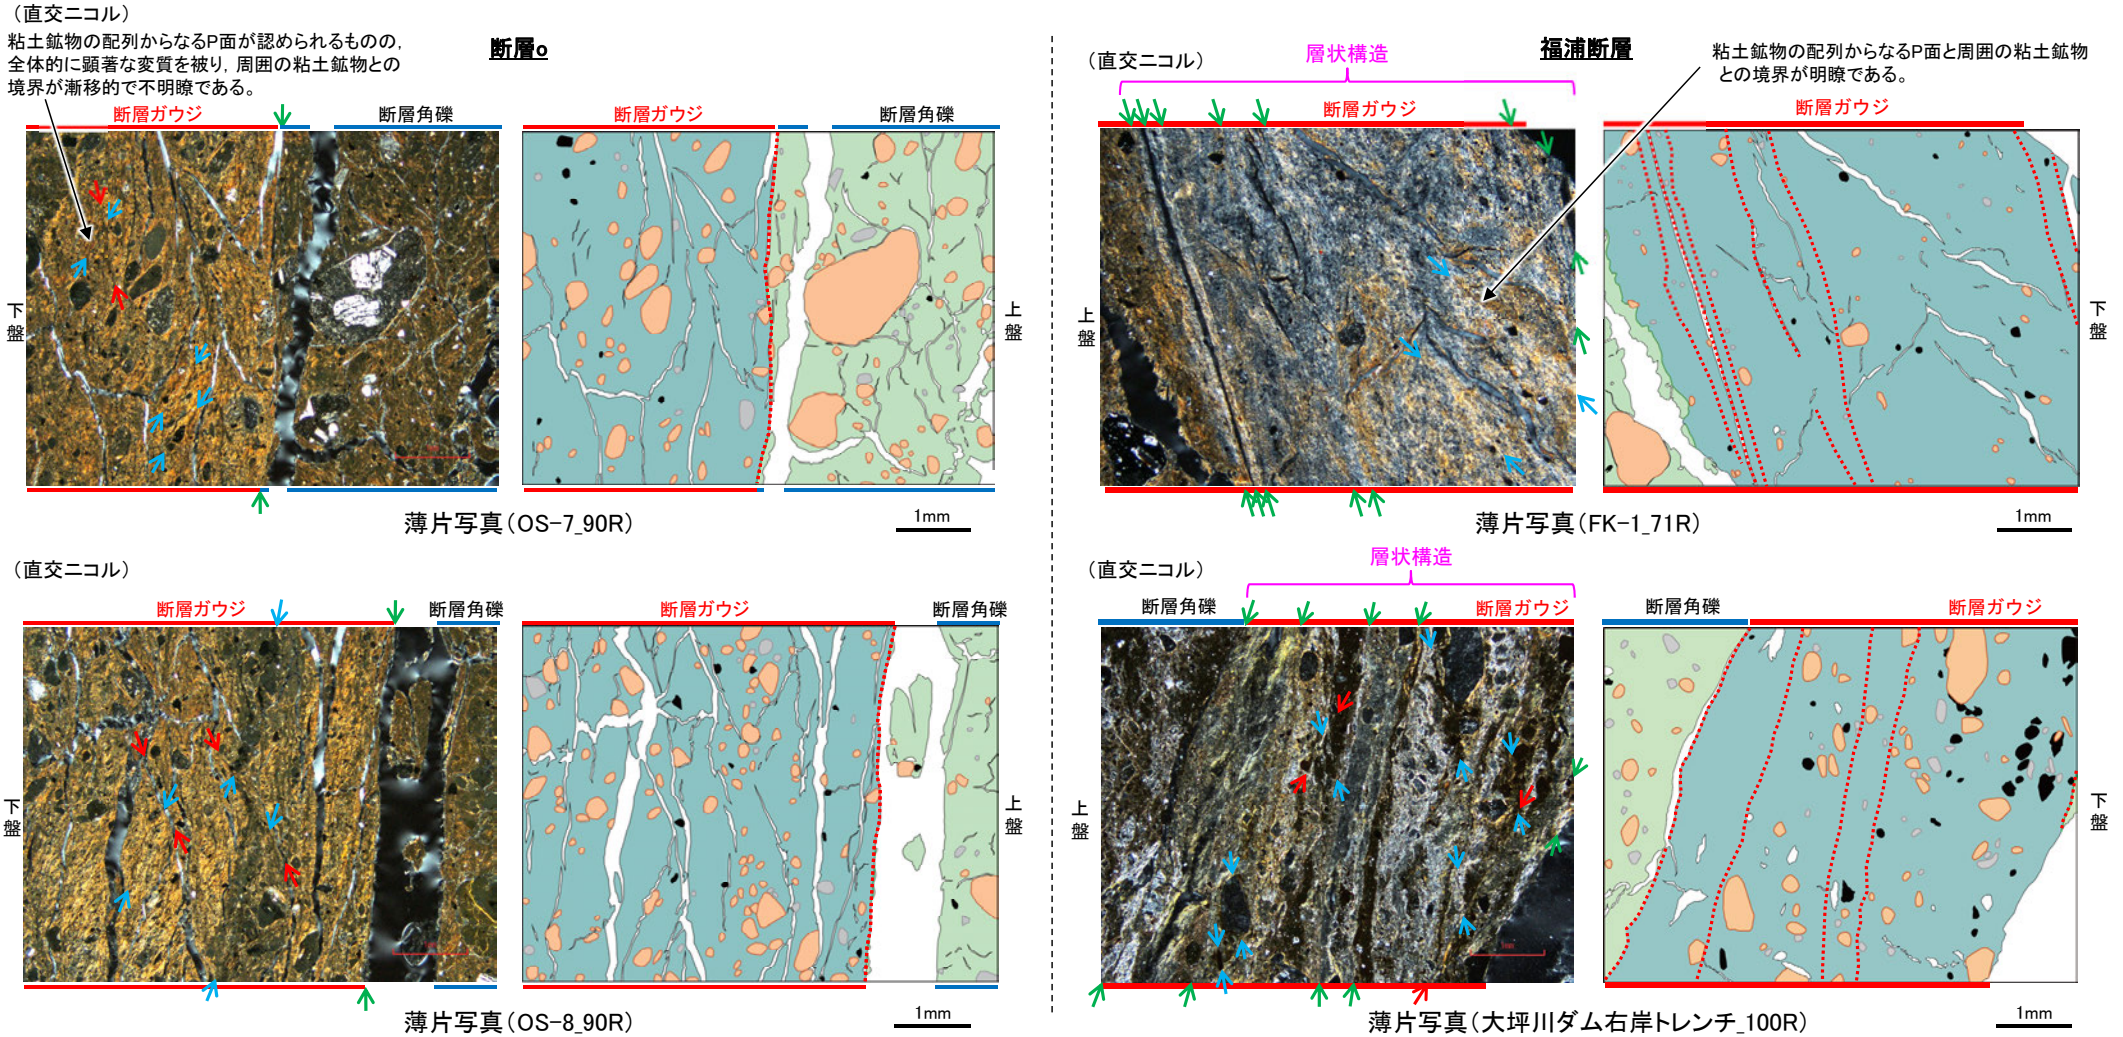 （直交ニコル）
粘土鉱物の配列からなるP面が認められるものの,
全体的に顕著な変質を被り, 周囲の粘土鉱物との
境界が漸移的で不明瞭である。
断層o
断層ガウジ
断層角礫
断層ガウジ
断層角礫
下盤
上盤
薄片写真（OS-7_90R）
1mm
（直交ニコル）
断層ガウジ
断層角礫
断層ガウジ
断層角礫
下盤
上盤
薄片写真（OS-8_90R）
1mm
福浦断層
（直交ニコル）
層状構造
粘土鉱物の配列からなるP面と周囲の粘土鉱物
との境界が明瞭である。
断層ガウジ
断層ガウジ
上盤
下盤
薄片写真（FK-1_71R）
1mm
（直交ニコル）
層状構造
断層角礫
断層ガウジ
断層角礫
断層ガウジ
上盤
下盤
薄片写真（大坪川ダム右岸トレンチ_100R）
1mm